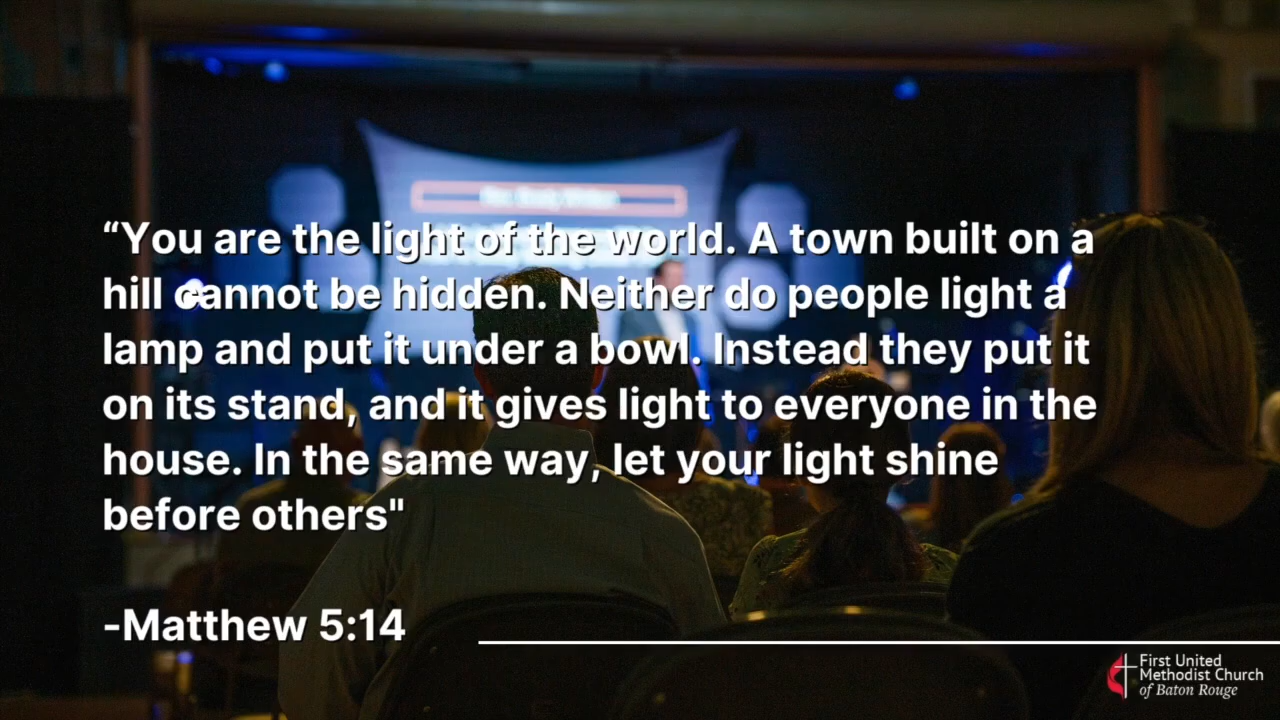 “You are the light of the world. A town built on a
hill cannot be hidden. Neither do people light a
lamp and put it under a bowl. Instead they put it
on its stand, and it gives light to everyone in the
house. In the same way, let your light shine
before others"
-Matthew 5:14
First United
Methodist Church
of Baton Rouge